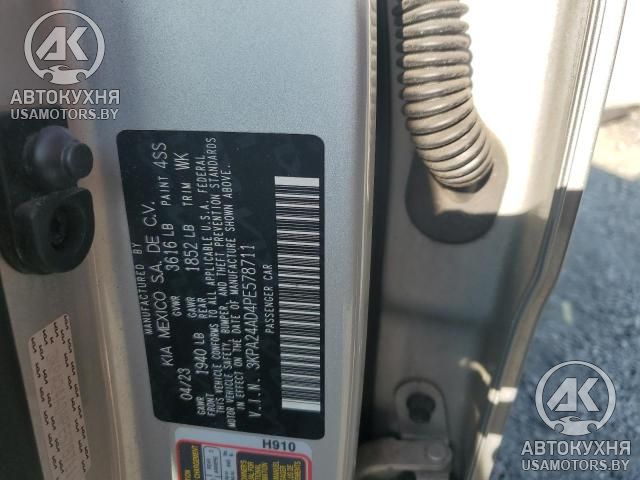 АК
АВТОКУХНЯ
USAMOTORS.BY
MANUFACTURED BY
KIA MEXICO S.A. DE C.V.
04/23 GVWR 3616 LB PAINT 4SS
GAWR FRONT 1940 LB GAWR REAR 1852 LB TRIM WK
THIS VEHICLE CONFORMS TO ALL APPLICABLE U.S.A. FEDERAL
MOTOR VEHICLE SAFETY, BUMPER, AND THEFT PREVENTION STANDARDS
IN EFFECT ON THE DATE OF MANUFACTURE SHOWN ABOVE.
V.I.N. 3KPA24AD4PE578711
PASSENGER CAR
H910
АК
АВТОКУХНЯ
USAMOTORS.BY